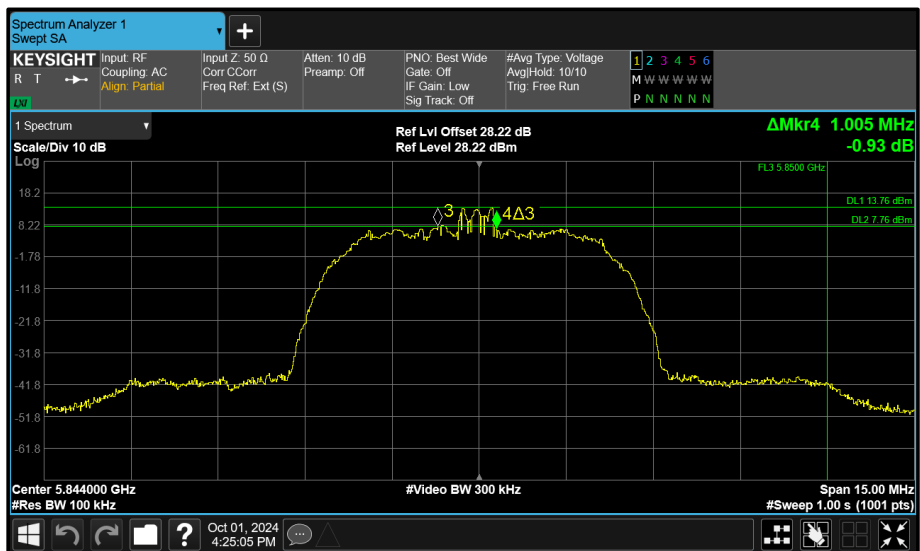 Spectrum Analyzer 1
Swept SA
KEYSIGHT
R T
LXI
Input: RF
Coupling: AC
Align: Partial
Input Z: 50 Ω
Corr CCorr
Freq Ref: Ext (S)
Atten: 10 dB
Preamp: Off
PNO: Best Wide
Gate: Off
IF Gain: Low
Sig Track: Off
#Avg Type: Voltage
Avg|Hold: 10/10
Trig: Free Run
1 2 3 4 5 6
M W W W W W
P N N N N N
1 Spectrum
Scale/Div 10 dB
Ref Lvl Offset 28.22 dB
Ref Level 28.22 dBm
ΔMkr4 1.005 MHz
-0.93 dB
Log
FL3 5.8500 GHz
18.2
DL1 13.76 dBm
3
4Δ3
8.22
DL2 7.76 dBm
-1.78
-11.8
-21.8
-31.8
-41.8
-51.8
-61.8
Center 5.844000 GHz
#Video BW 300 kHz
Span 15.00 MHz
#Res BW 100 kHz
#Sweep 1.00 s (1001 pts)
?
Oct 01, 2024
4:25:05 PM